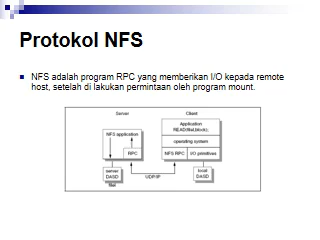 Protokol NFS
NFS adalah program RPC yang memberikan I/O kepada remote
host, setelah di lakukan permintaan oleh program mount.
Server
Client
NFS application
RPC
server
DASD
file!
UDP/IP
Application
READ(filel,block),
operating system
NFS RPC
I/O primitives
local
DASD